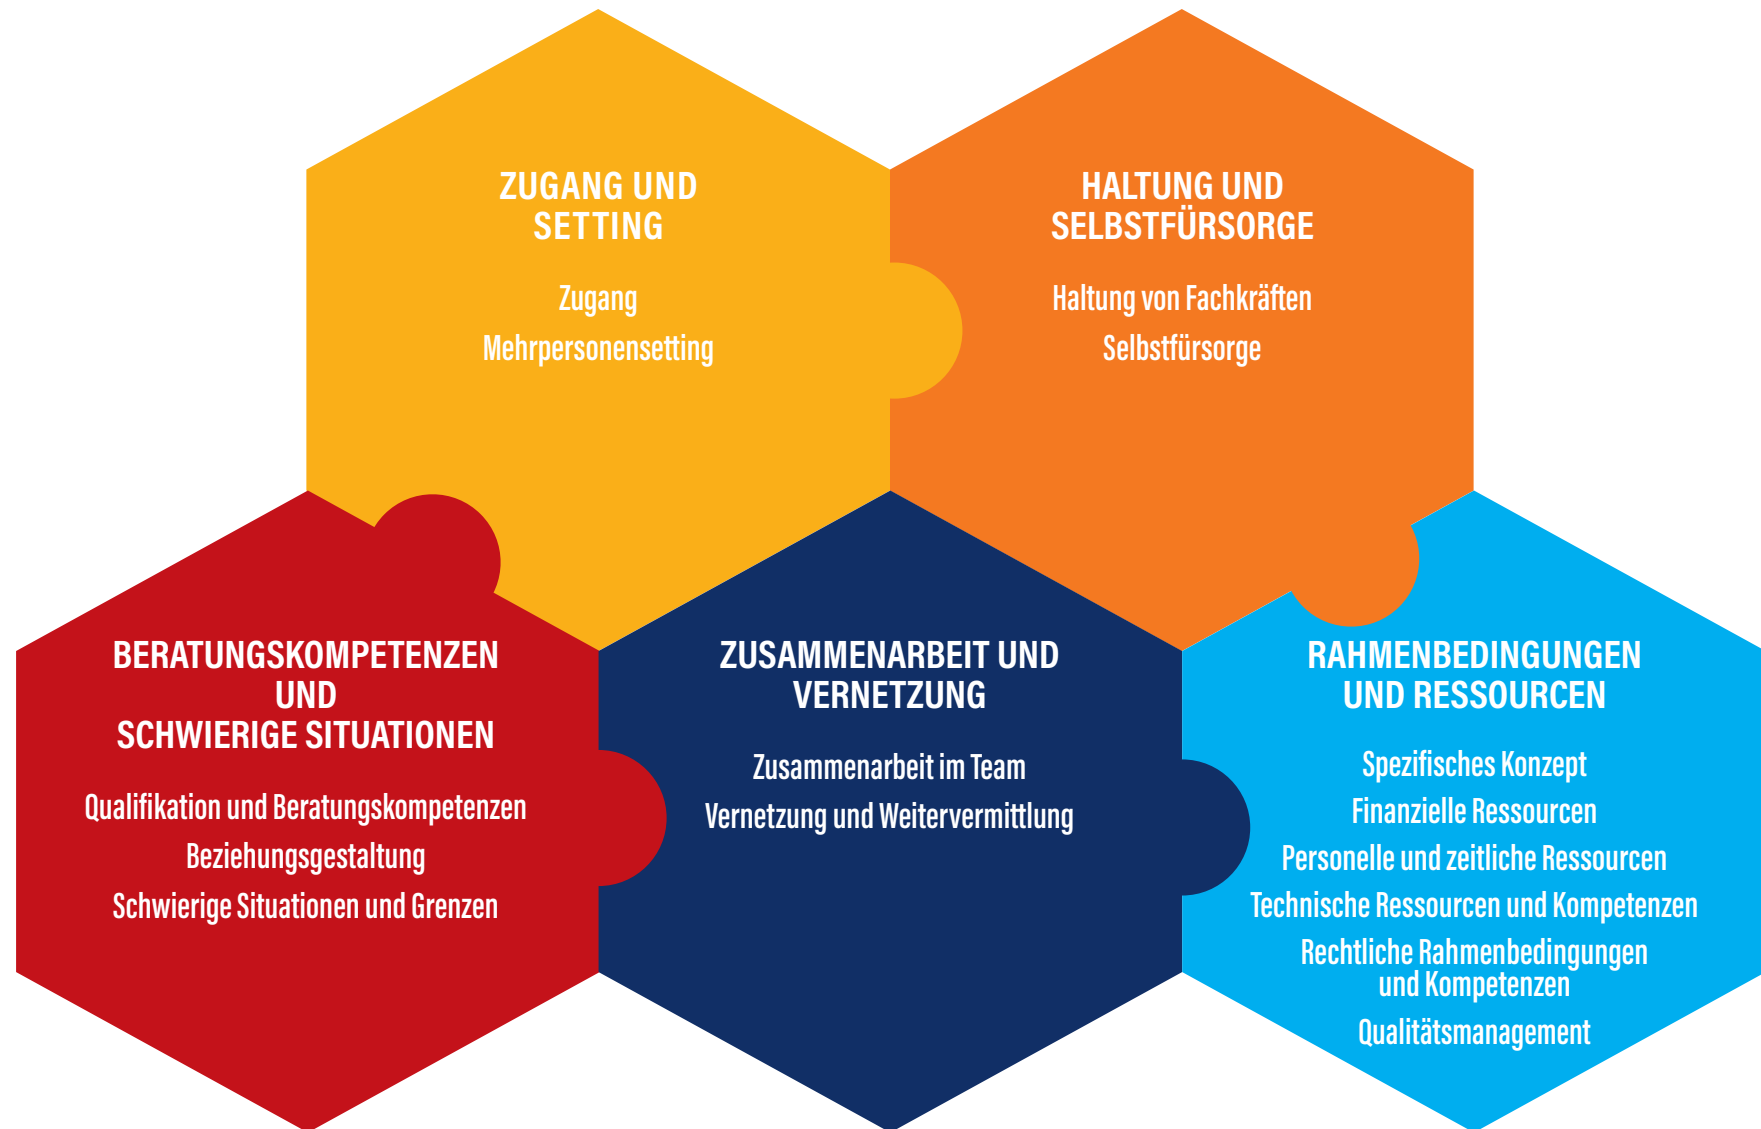 ZUGANG UND
SETTING
Zugang
Mehrpersonensetting
HALTUNG UND
SELBSTFÜRSORGE
Haltung von Fachkräften
Selbstfürsorge
BERATUNGSKOMPETENZEN
UND
SCHWIERIGE SITUATIONEN
Qualifikation und Beratungskompetenzen
Beziehungsgestaltung
Schwierige Situationen und Grenzen
ZUSAMMENARBEIT UND
VERNETZUNG
Zusammenarbeit im Team
Vernetzung und Weitervermittlung
RAHMENBEDINGUNGEN
UND RESSOURCEN
Spezifisches Konzept
Finanzielle Ressourcen
Personelle und zeitliche Ressourcen
Technische Ressourcen und Kompetenzen
Rechtliche Rahmenbedingungen
und Kompetenzen
Qualitätsmanagement